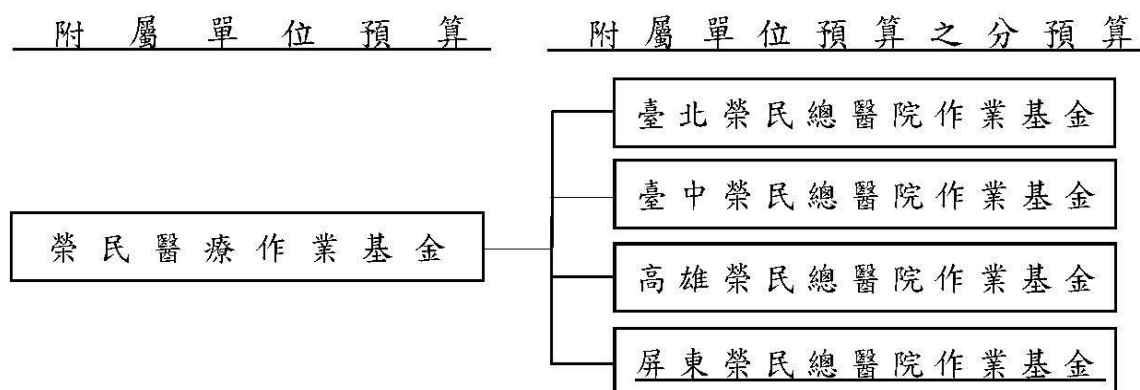 附屬單位預算
附屬單位預算之分預算
榮民醫療作業基金
臺北榮民總醫院作業基金
臺中榮民總醫院作業基金
高雄榮民總醫院作業基金
屏東榮民總醫院作業基金